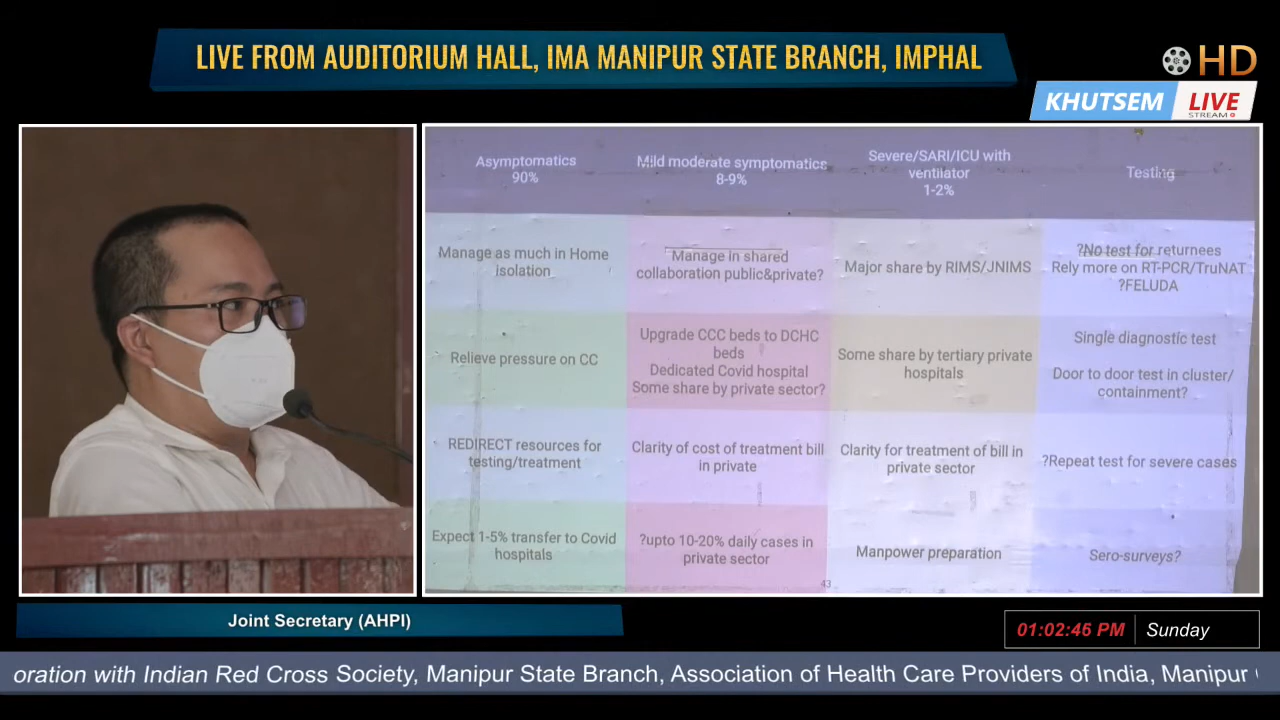 LIVE FROM AUDITORIUM HALL, IMA MANIPUR STATE BRANCH, IMPHAL
HD
KHUTSEM
LIVE
STREAM
Asymptomatics
90%
Mild moderate symptomatics
8-9%
Severe/SARI/ICU with
ventilator
1-2%
Testing
Manage as much in Home
isolation
Manage in shared
collaboration public&private?
Major share by RIMS/JNIMS
?No test for returnees
Rely more on RT-PCR/TruNAT
?FELUDA
Relieve pressure on CC
Upgrade CCC beds to DCHC
beds
Dedicated Covid hospital
Some share by private sector?
Some share by tertiary private
hospitals
Single diagnostic test
Door to door test in cluster/
containment?
REDIRECT resources for
testing/treatment
Clarity of cost of treatment bill
in private
Clarity for treatment of bill in
private sector
?Repeat test for severe cases
Expect 1-5% transfer to Covid
hospitals
?upto 10-20% daily cases in
private sector
Manpower preparation
Sero-surveys?
43
Joint Secretary (AHPI)
01:02:46 PM
Sunday
oration with Indian Red Cross Society, Manipur State Branch, Association of Health Care Providers of India, Manipur